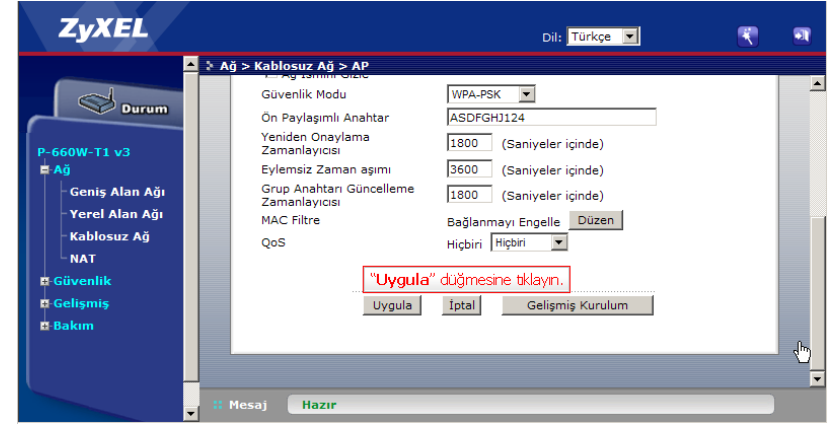 ZyXEL
Dil: Türkçe
Durum
P-660W-T1 v3
Ağ
Geniş Alan Ağı
Yerel Alan Ağı
Kablosuz Ağ
NAT
Güvenlik
Gelişmiş
Bakım
Ağ > Kablosuz Ağ > AP
Ağ İsmini Gizle
Güvenlik Modu WPA-PSK
Ön Paylaşımlı Anahtar ASDFGHJ124
Yeniden Onaylama
Zamanlayıcısı 1800 (Saniyeler içinde)
Eylemsiz Zaman aşımı 3600 (Saniyeler içinde)
Grup Anahtarı Güncelleme
Zamanlayıcısı 1800 (Saniyeler içinde)
MAC Filtre Bağlanmayı Engelle Düzen
QoS Hiçbiri Hiçbiri
"Uygula" düğmesine tıklayın.
Uygula İptal Gelişmiş Kurulum
Mesaj Hazır